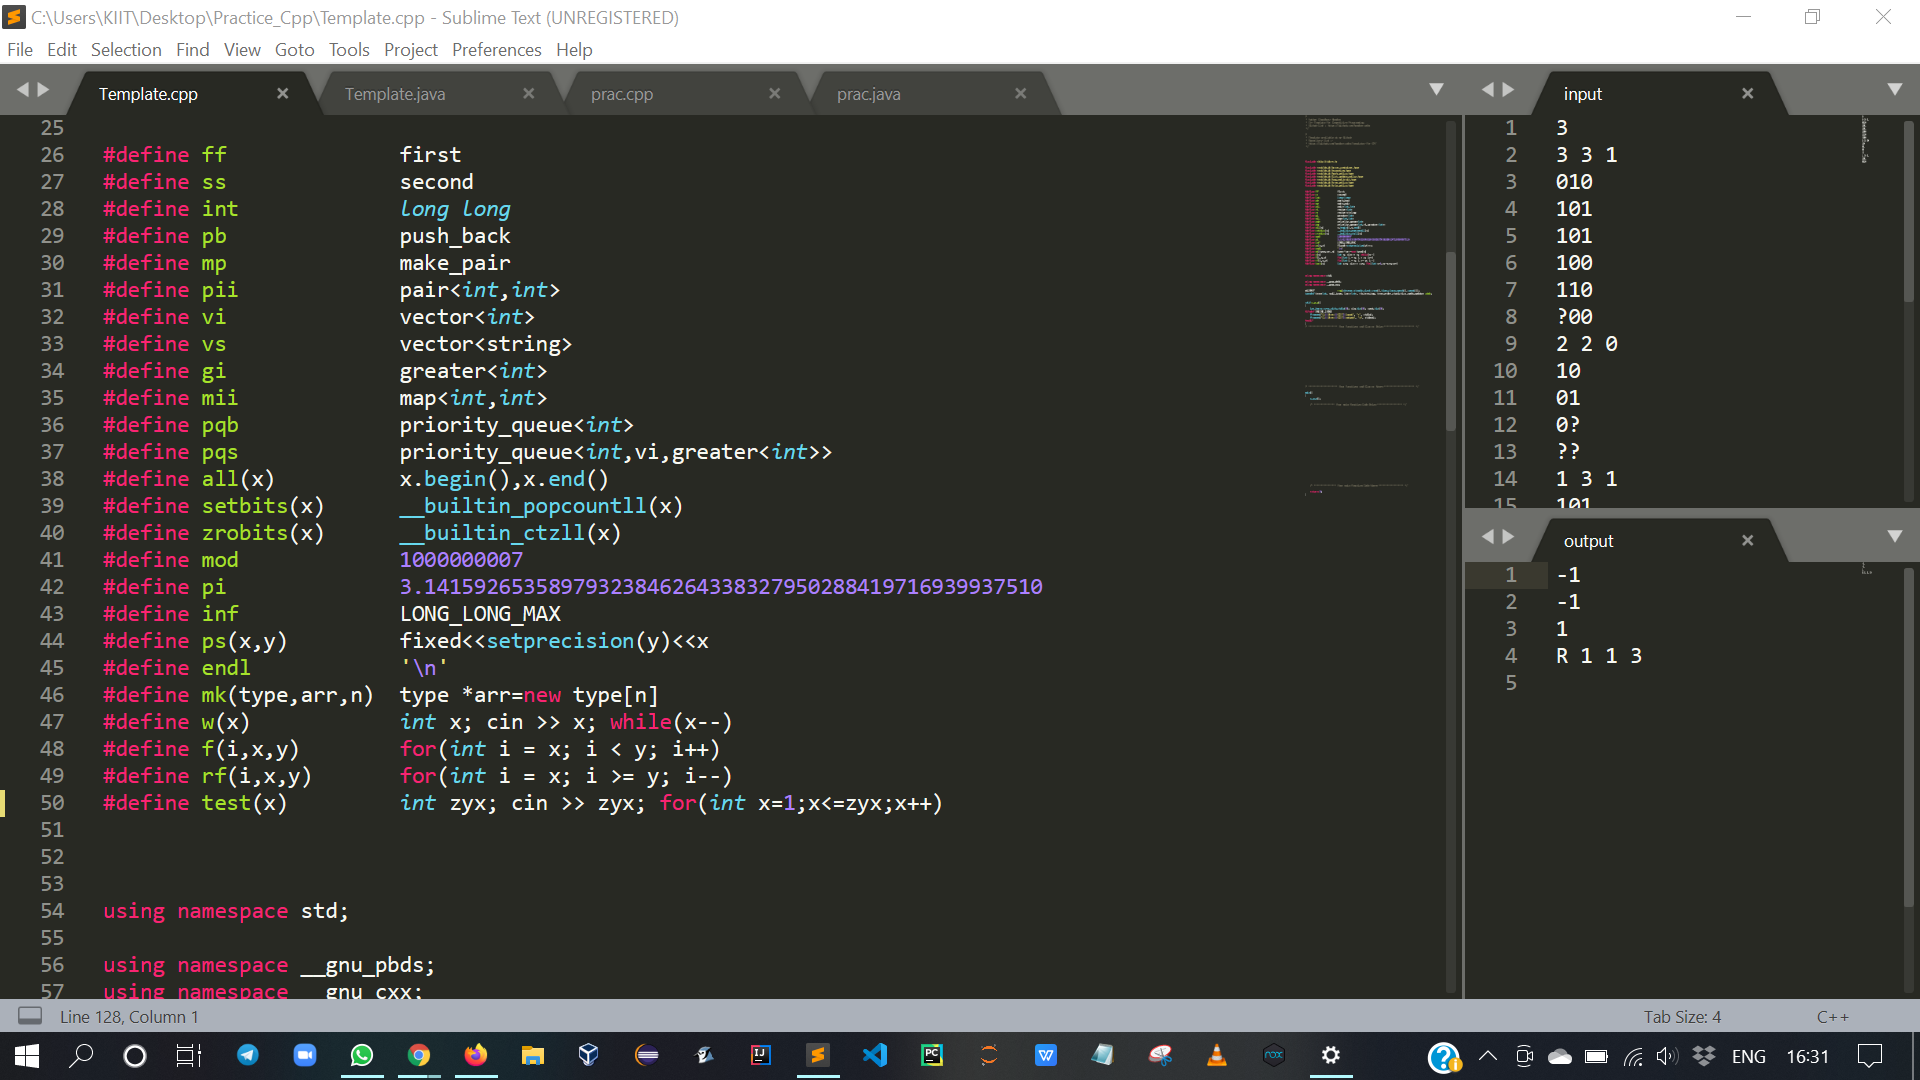 C:\Users\KIIT\Desktop\Practice_Cpp\Template.cpp - Sublime Text (UNREGISTERED)
File Edit Selection Find View Goto Tools Project Preferences Help
Template.cpp Template.java prac.cpp prac.java
25
26 #define ff first
27 #define ss second
28 #define int long long
29 #define pb push_back
30 #define mp make_pair
31 #define pii pair<int,int>
32 #define vi vector<int>
33 #define vs vector<string>
34 #define gi greater<int>
35 #define mii map<int,int>
36 #define pqb priority_queue<int>
37 #define pqs priority_queue<int,vi,greater<int>>
38 #define all(x) x.begin(),x.end()
39 #define setbits(x) __builtin_popcountll(x)
40 #define zrobits(x) __builtin_ctzll(x)
41 #define mod 1000000007
42 #define pi 3.141592653589793238462643383279502884197169399375​10
43 #define inf LONG_LONG_MAX
44 #define ps(x,y) fixed<<setprecision(y)<<x
45 #define endl '\n'
46 #define mk(type,arr,n) type *arr=new type[n]
47 #define w(x) int x; cin >> x; while(x--)
48 #define f(i,x,y) for(int i = x; i < y; i++)
49 #define rf(i,x,y) for(int i = x; i >= y; i--)
50 #define test(x) int zyx; cin >> zyx; for(int x=1;x<=zyx;x++)
51
52
53
54 using namespace std;
55
56 using namespace __gnu_pbds;
57 using namespace __gnu_cxx;
input
1 3
2 3 3 1
3 010
4 101
5 101
6 100
7 110
8 ?00
9 2 2 0
10 10
11 01
12 0?
13 ??
14 1 3 1
15 101
output
1 -1
2 -1
3 1
4 R 1 1 3
5
Line 128, Column 1
Tab Size: 4
C++
ENG
16:31